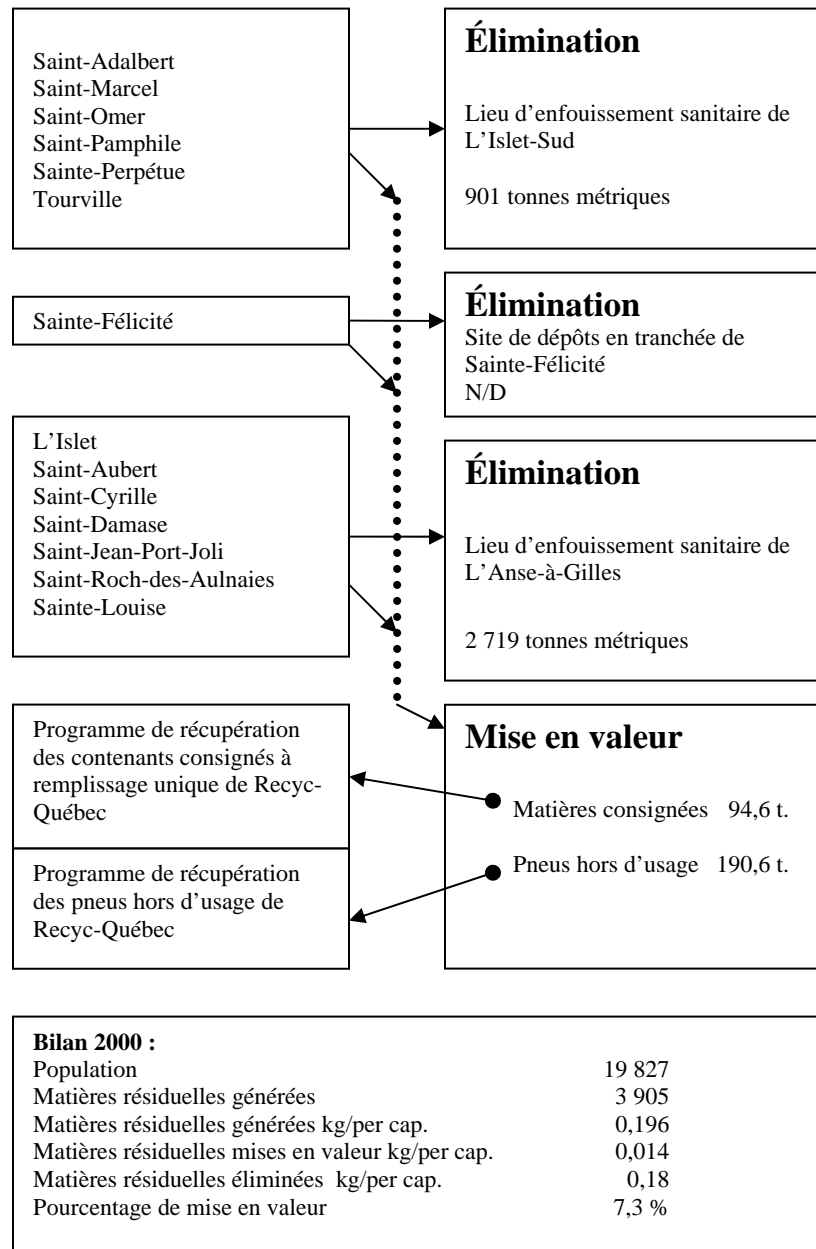 Saint-Adalbert
Saint-Marcel
Saint-Omer
Saint-Pamphile
Sainte-Perpétue
Tourville
Élimination
Lieu d'enfouissement sanitaire de
L'Islet-Sud
901 tonnes métriques
Sainte-Félicité
Élimination
Site de dépôts en tranchée de
Sainte-Félicité
N/D
L'Islet
Saint-Aubert
Saint-Cyrille
Saint-Damase
Saint-Jean-Port-Joli
Saint-Roch-des-Aulnaies
Sainte-Louise
Élimination
Lieu d'enfouissement sanitaire de
L'Anse-à-Gilles
2 719 tonnes métriques
Programme de récupération
des contenants consignés à
remplissage unique de Recyc-
Québec
Programme de récupération
des pneus hors d'usage de
Recyc-Québec
Mise en valeur
Matières consignées 94,6 t.
Pneus hors d'usage 190,6 t.
Bilan 2000 :
Population 19 827
Matières résiduelles générées 3 905
Matières résiduelles générées kg/per cap. 0,196
Matières résiduelles mises en valeur kg/per cap. 0,014
Matières résiduelles éliminées kg/per cap. 0,18
Pourcentage de mise en valeur 7,3 %